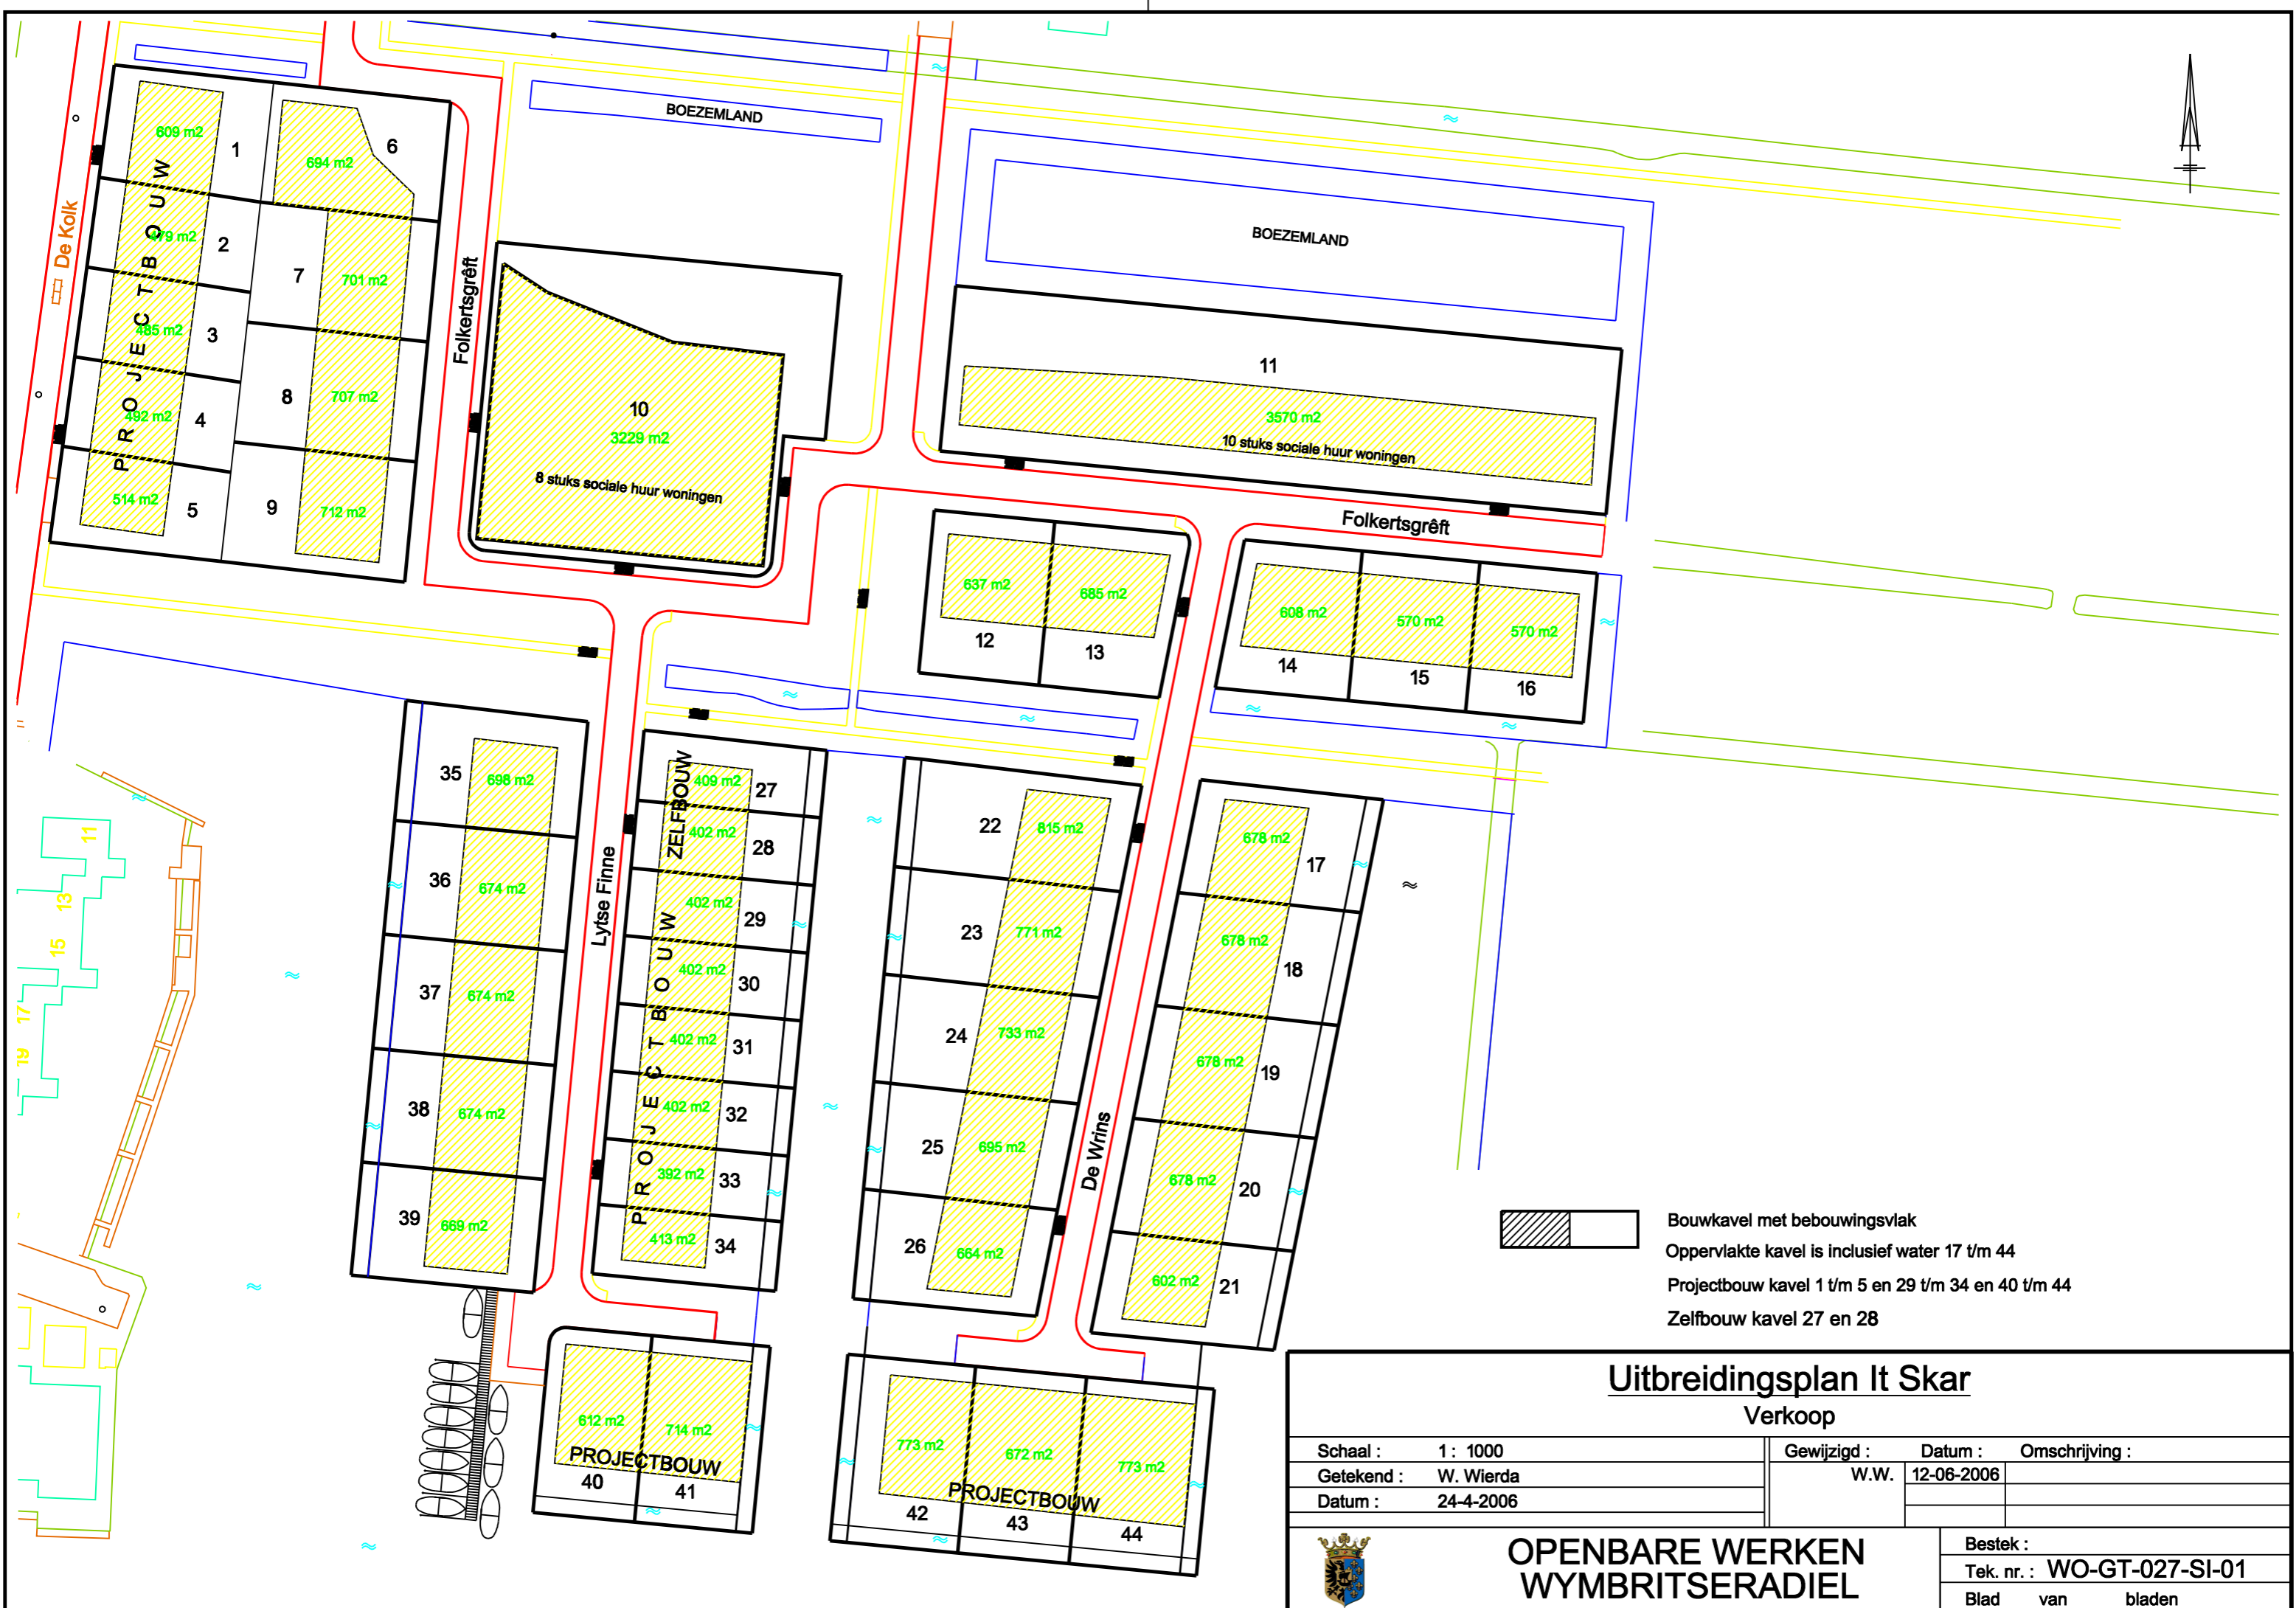 De Kolk
609 m2
1
479 m2
2
485 m2
3
492 m2
4
514 m2
5
PROJECTBOUW
694 m2
6
7
701 m2
8
707 m2
9
712 m2
Folkertsgrêft
BOEZEMLAND
10
3229 m2
8 stuks sociale huur woningen
BOEZEMLAND
11
3570 m2
10 stuks sociale huur woningen
Folkertsgrêft
637 m2
685 m2
12
13
608 m2
570 m2
570 m2
14
15
16
35
698 m2
36
674 m2
37
674 m2
38
674 m2
39
669 m2
Lytse Finne
ZELFBOUW
409 m2
27
402 m2
28
PROJECTBOUW
402 m2
29
402 m2
30
402 m2
31
402 m2
32
392 m2
33
413 m2
34
22
815 m2
23
771 m2
24
733 m2
25
695 m2
26
664 m2
De Wrins
678 m2
17
678 m2
18
678 m2
19
678 m2
20
602 m2
21
11
13
15
17
19
612 m2
714 m2
PROJECTBOUW
40
41
773 m2
672 m2
773 m2
PROJECTBOUW
42
43
44
Bouwkavel met bebouwingsvlak
Oppervlakte kavel is inclusief water 17 t/m 44
Projectbouw kavel 1 t/m 5 en 29 t/m 34 en 40 t/m 44
Zelfbouw kavel 27 en 28
Uitbreidingsplan It Skar
Verkoop
Schaal : 1 : 1000
Getekend : W. Wierda
Datum : 24-4-2006
Gewijzigd : Datum : Omschrijving :
W.W. 12-06-2006
OPENBARE WERKEN
WYMBRITSERADIEL
Bestek :
Tek. nr. : WO-GT-027-SI-01
Blad van bladen